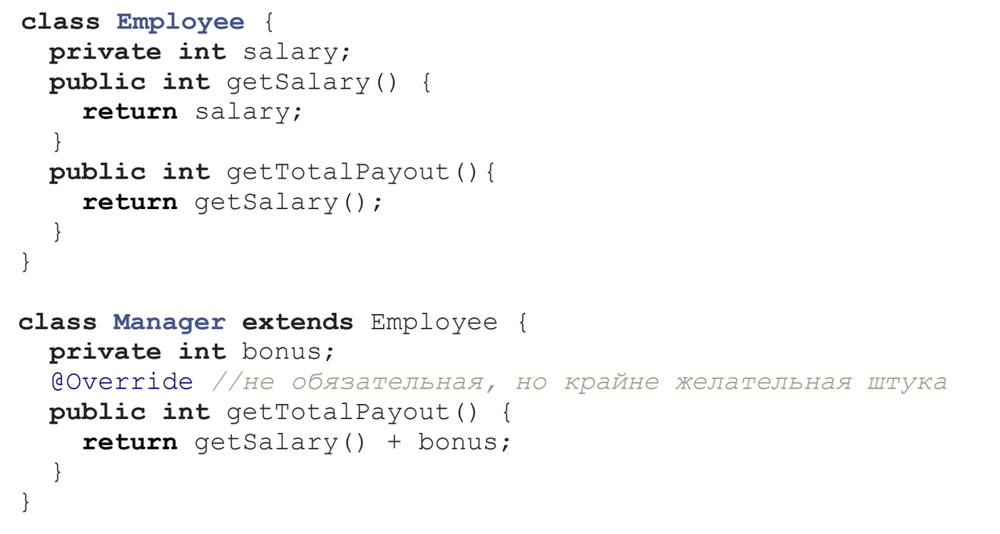 class Employee {
  private int salary;
  public int getSalary() {
    return salary;
  }
  public int getTotalPayout(){
    return getSalary();
  }
}

class Manager extends Employee {
  private int bonus;
  @Override //не обязательная, но крайне желательная штука
  public int getTotalPayout() {
    return getSalary() + bonus;
  }
}